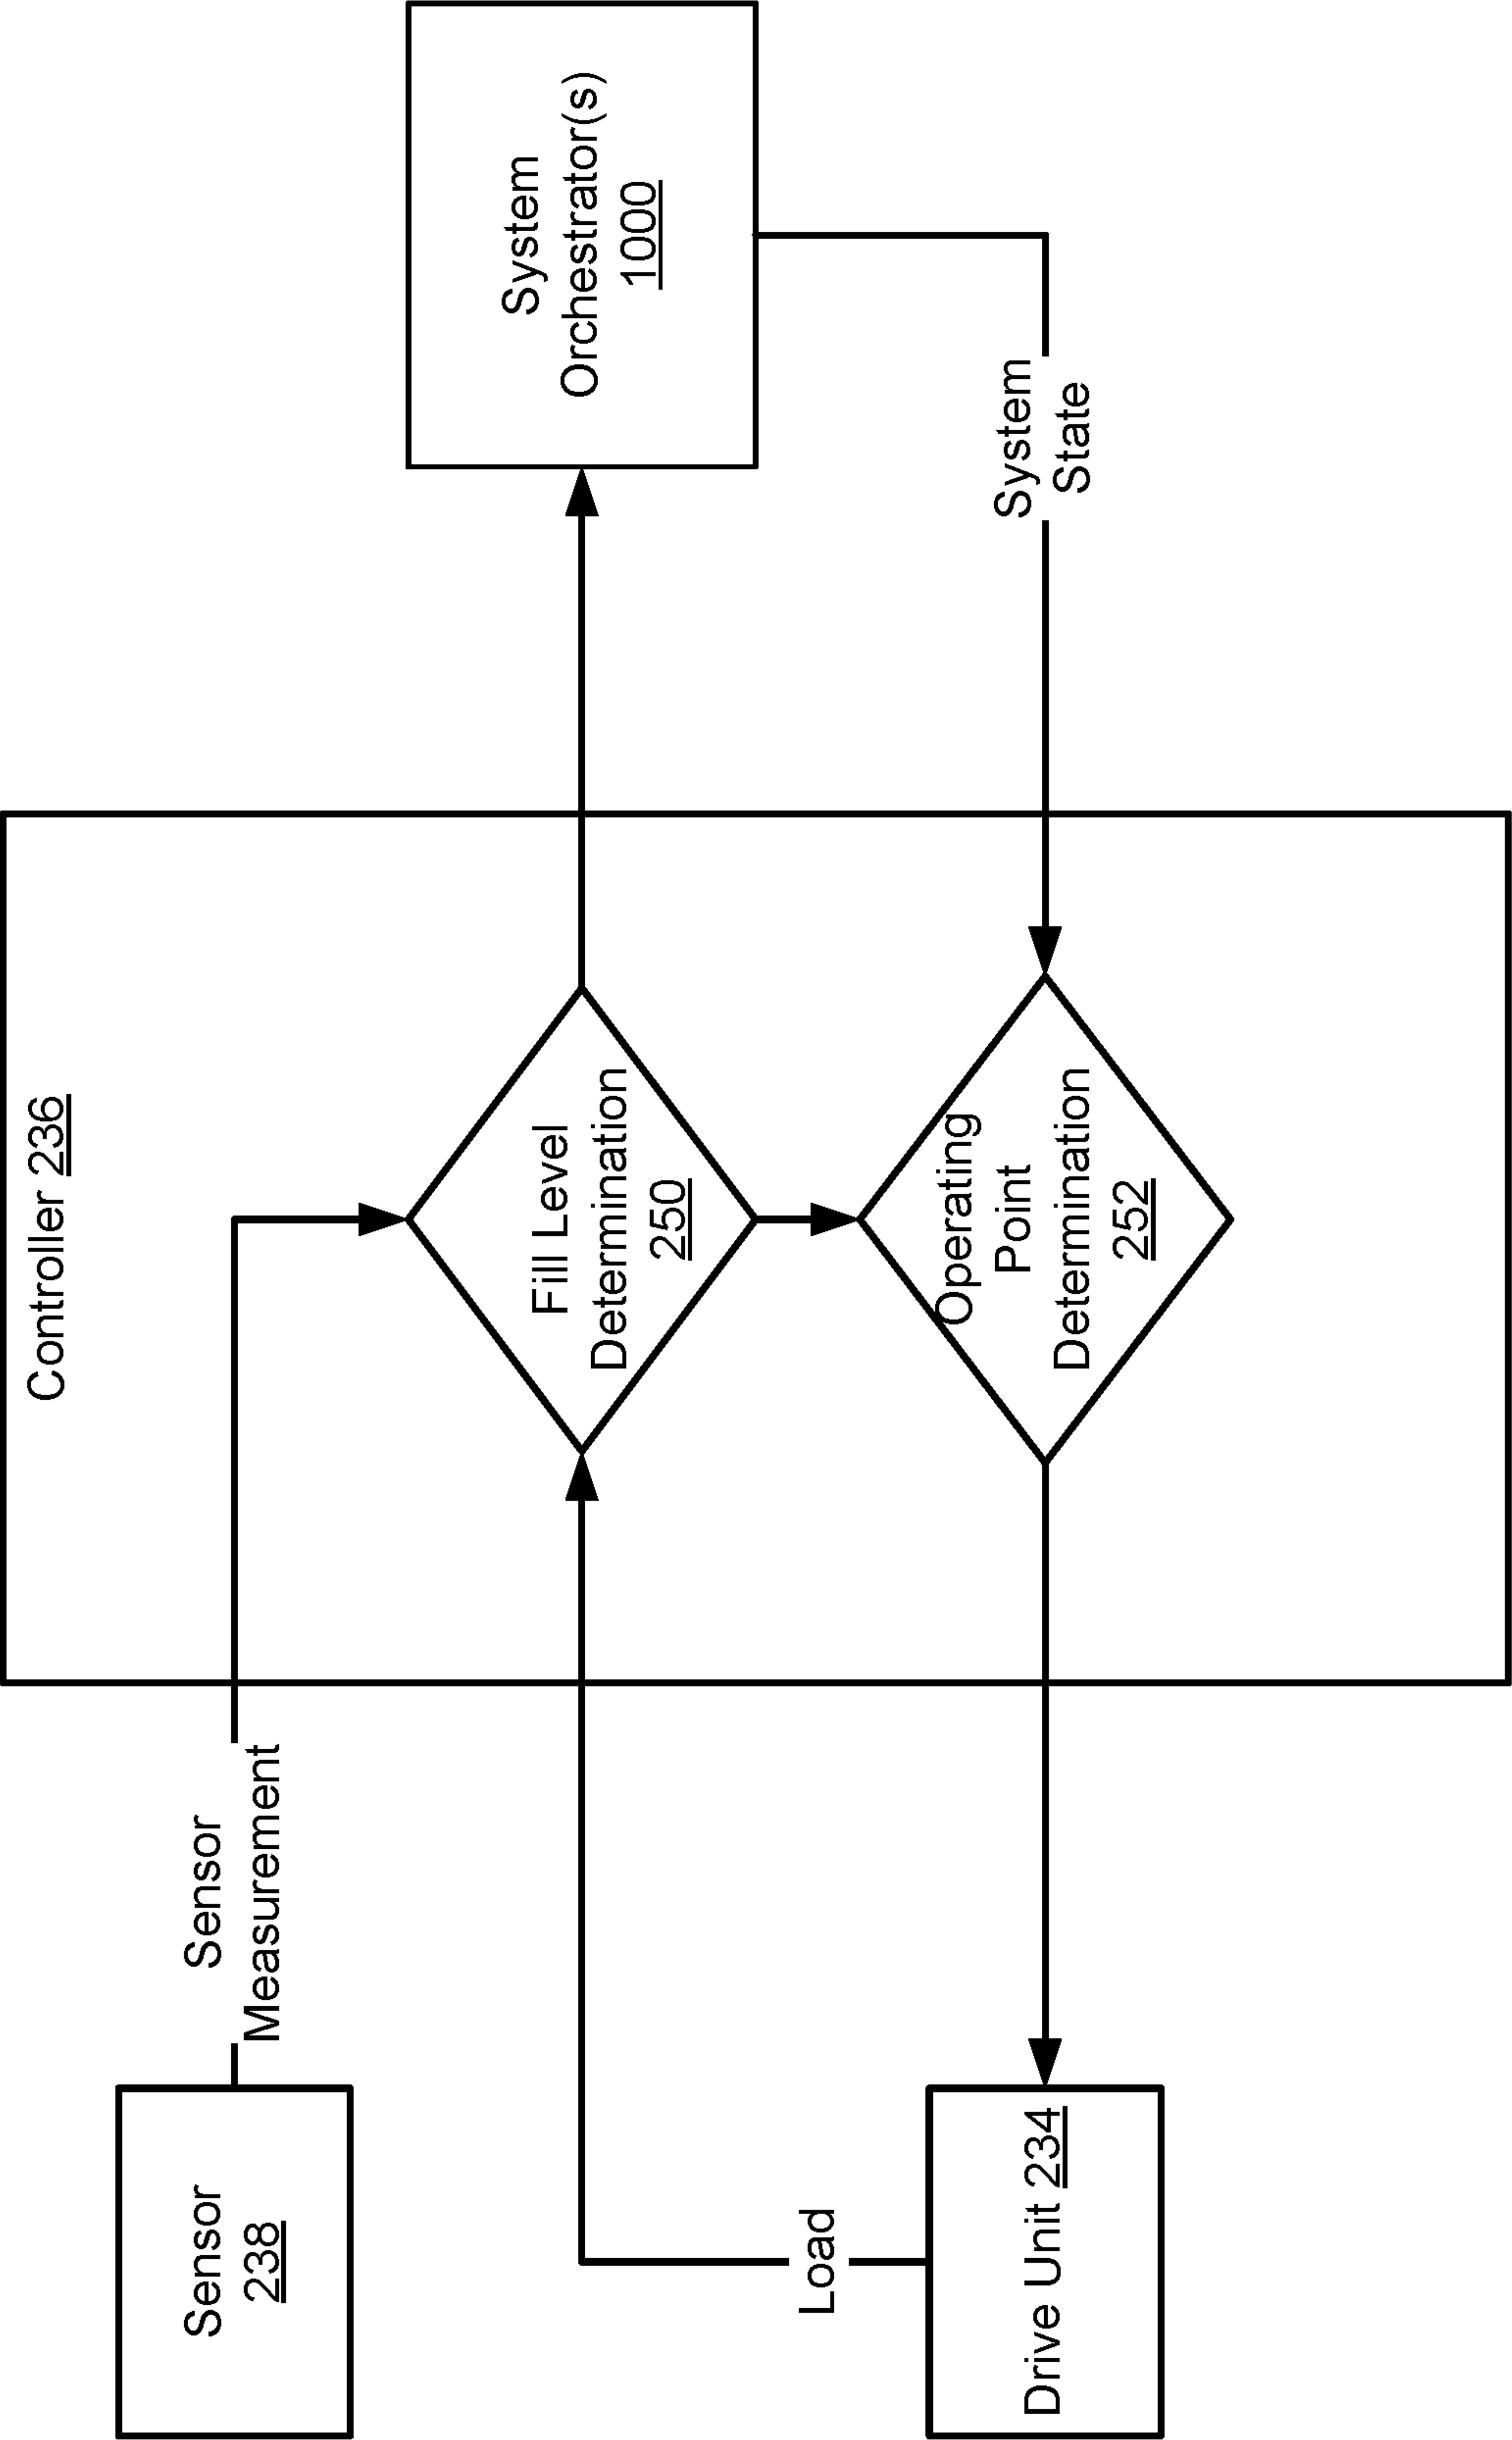 Controller 236
Sensor
238
Sensor
Measurement
Fill Level
Determination
250
System
Orchestrator(s)
1000
Load
Drive Unit 234
Operating
Point
Determination
252
System
State